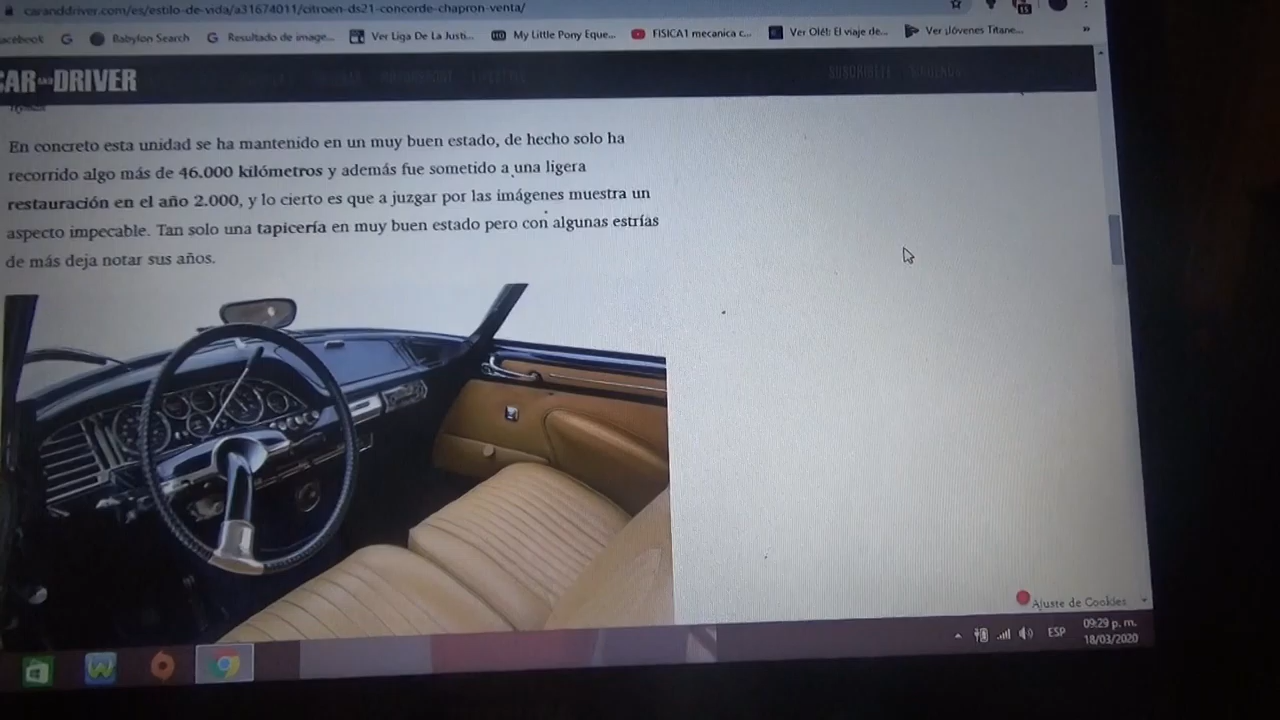 caranddriver.com/es/estilo-de-vida/a31674011/citroen-ds21-concorde-chapron-venta/
15
acebook Babylon Search Resultado de image... Ver Liga De La Justi... My Little Pony Eque... FISICA1 mecanica c... Ver Olé!: El viaje de... Ver ¡Jóvenes Titane... »
CAR AND DRIVER SUSCRÍBETE
En concreto esta unidad se ha mantenido en un muy buen estado, de hecho solo ha
recorrido algo más de 46.000 kilómetros y además fue sometido a una ligera
restauración en el año 2.000, y lo cierto es que a juzgar por las imágenes muestra un
aspecto impecable. Tan solo una tapicería en muy buen estado pero con algunas estrías
de más deja notar sus años.
Ajuste de Cookies
ESP 09:29 p. m.
18/03/2020